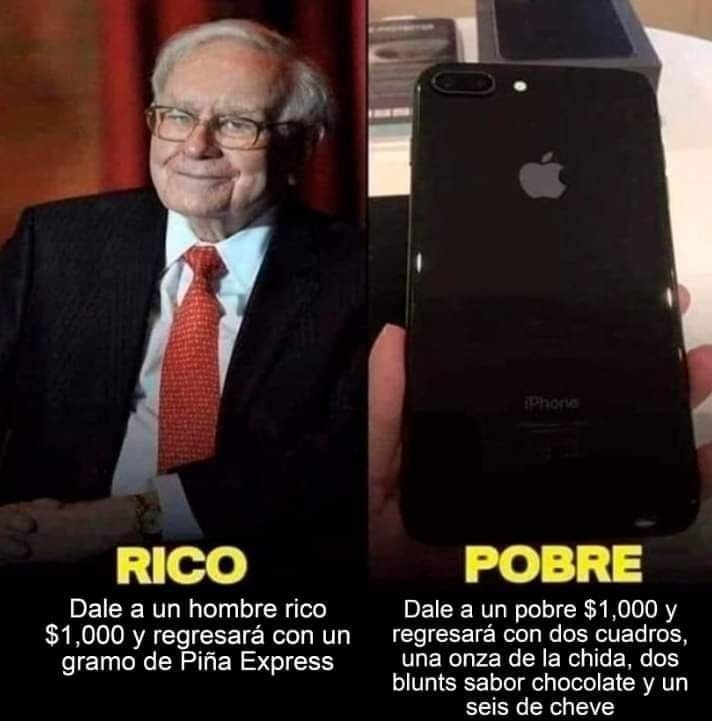 iPhone
RICO
Dale a un hombre rico
$1,000 y regresará con un
gramo de Piña Express
POBRE
Dale a un pobre $1,000 y
regresará con dos cuadros,
una onza de la chida, dos
blunts sabor chocolate y un
seis de cheve